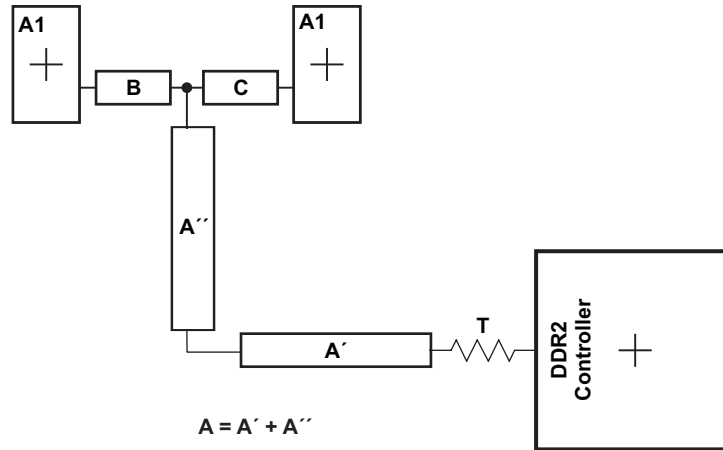 A1
A1
B
C
A´´
T
A´
DDR2
Controller
A = A´ + A´´